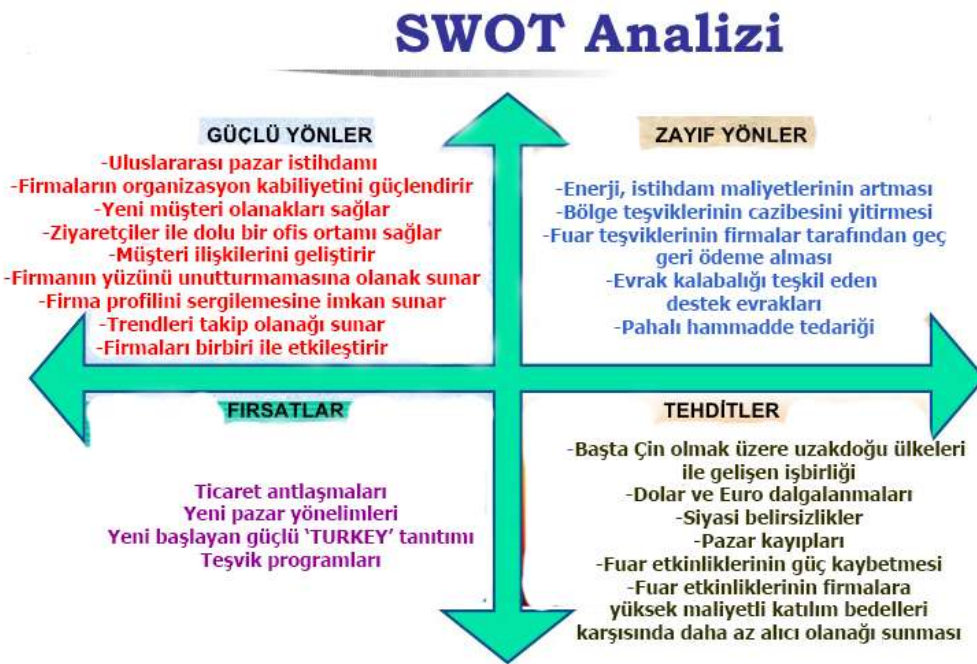 SWOT Analizi
GÜÇLÜ YÖNLER
-Uluslararası pazar istihdamı
-Firmaların organizasyon kabiliyetini güçlendirir
-Yeni müşteri olanakları sağlar
-Ziyaretçiler ile dolu bir ofis ortamı sağlar
-Müşteri ilişkilerini geliştirir
-Firmanın yüzünü unutturmamasına olanak sunar
-Firma profilini sergilemesine imkan sunar
-Trendleri takip olanağı sunar
-Firmaları birbiri ile etkileştirir
ZAYIF YÖNLER
-Enerji, istihdam maliyetlerinin artması
-Bölge teşviklerinin cazibesini yitirmesi
-Fuar teşviklerinin firmalar tarafından geç
geri ödeme alması
-Evrak kalabalığı teşkil eden
destek evrakları
-Pahalı hammadde tedariği
FIRSATLAR
Ticaret antlaşmaları
Yeni pazar yönelimleri
Yeni başlayan güçlü ‘TURKEY’ tanıtımı
Teşvik programları
TEHDİTLER
-Başta Çin olmak üzere uzakdoğu ülkeleri
ile gelişen işbirliği
-Dolar ve Euro dalgalanmaları
-Siyasi belirsizlikler
-Pazar kayıpları
-Fuar etkinliklerinin güç kaybetmesi
-Fuar etkinliklerinin firmalara
yüksek maliyetli katılım bedelleri
karşısında daha az alıcı olanağı sunması